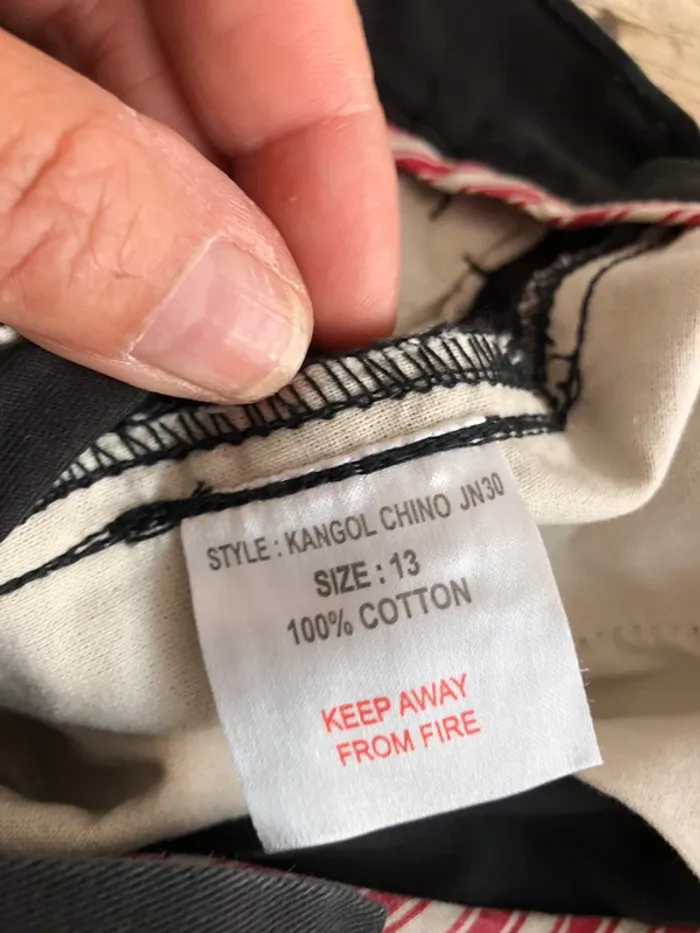 STYLE : KANGOL CHINO JN30
SIZE : 13
100% COTTON
KEEP AWAY
FROM FIRE